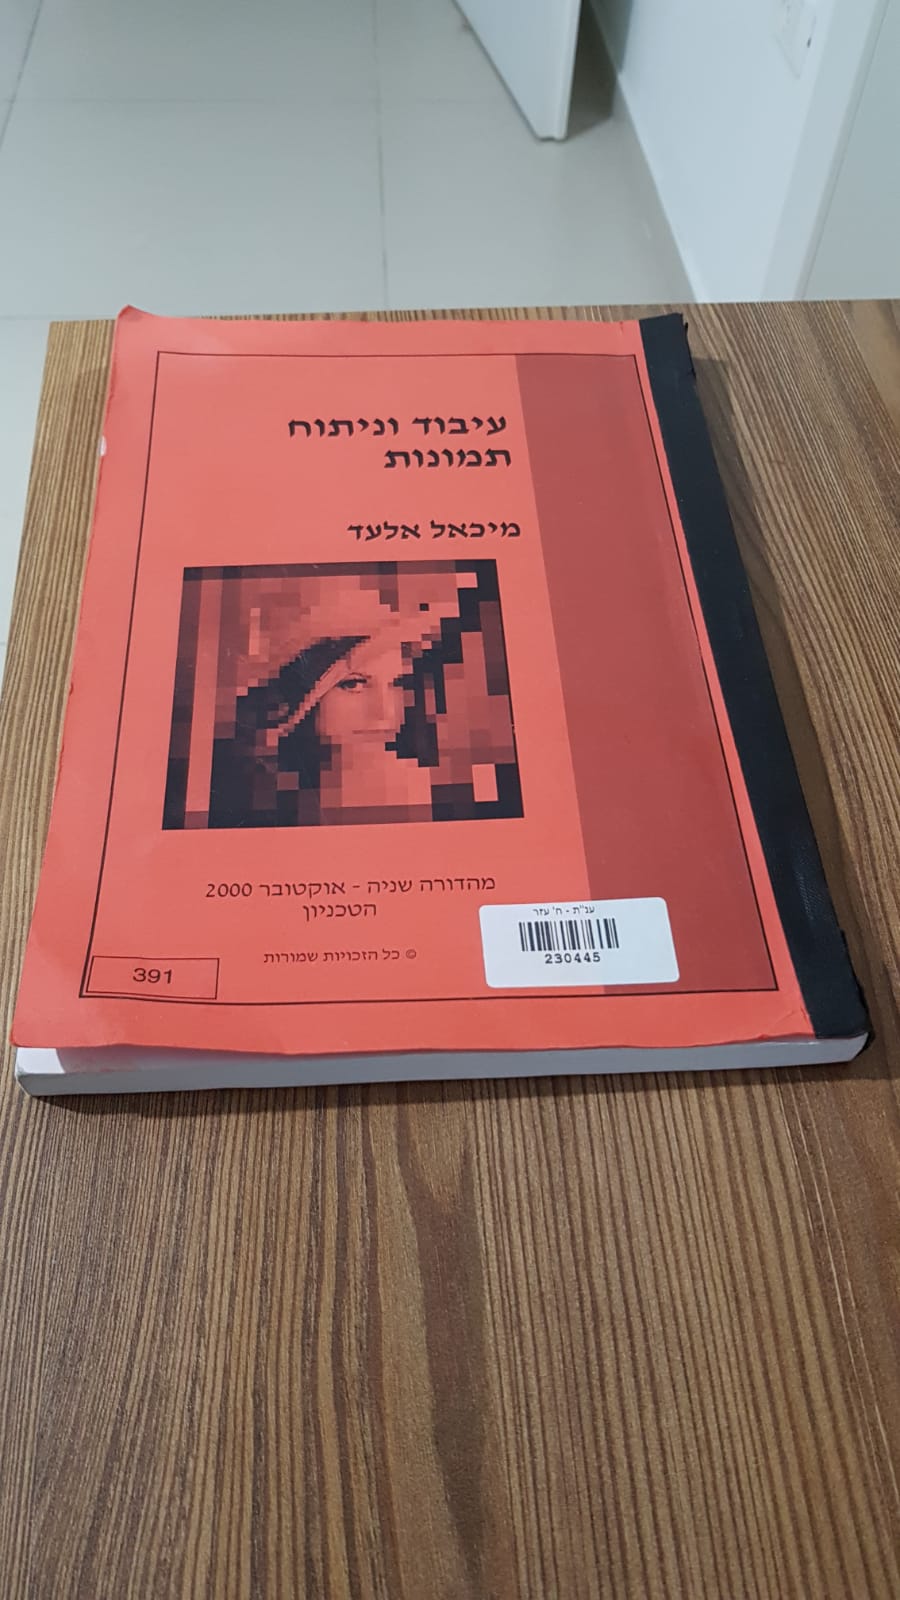 עיבוד וניתוח
תמונות
מיכאל אלעד
מהדורה שניה - אוקטובר 2000
הטכניון
© כל הזכויות שמורות
391
ענ"ת - ח' עזר
230445